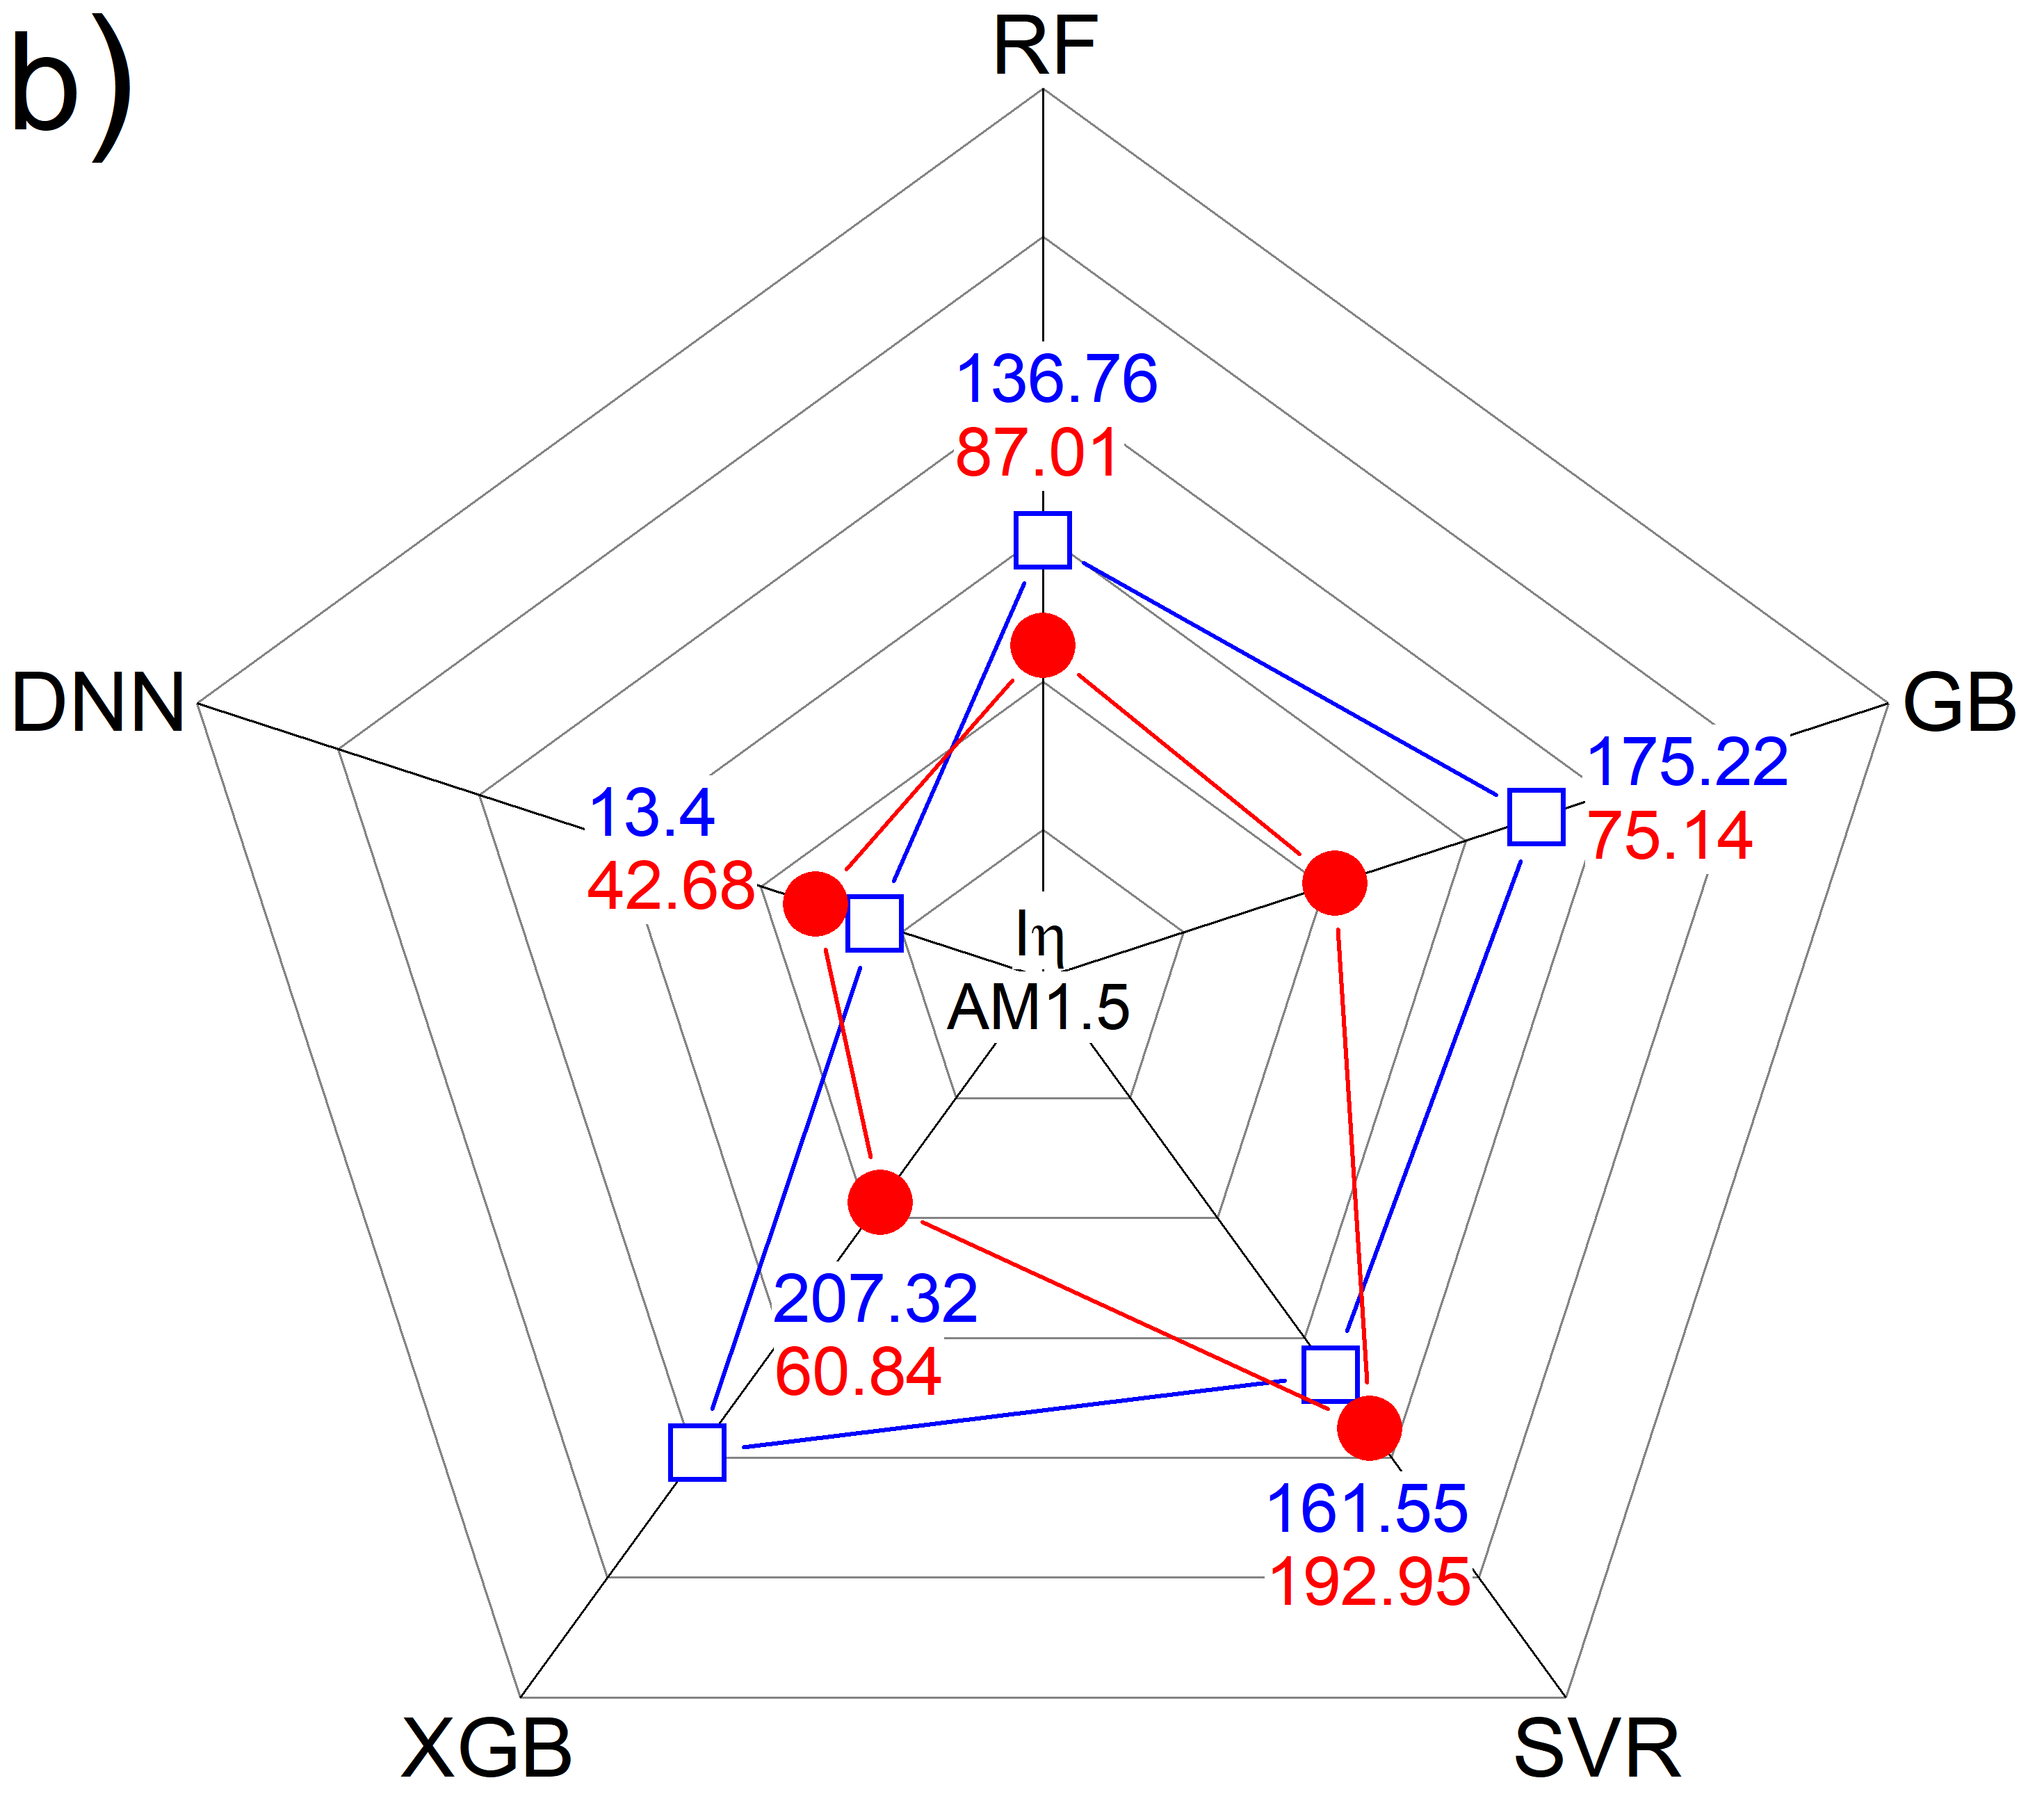 b)
RF
136.76
87.01
DNN
GB
175.22
75.14
13.4
42.68
Iη
AM1.5
207.32
60.84
161.55
192.95
XGB
SVR